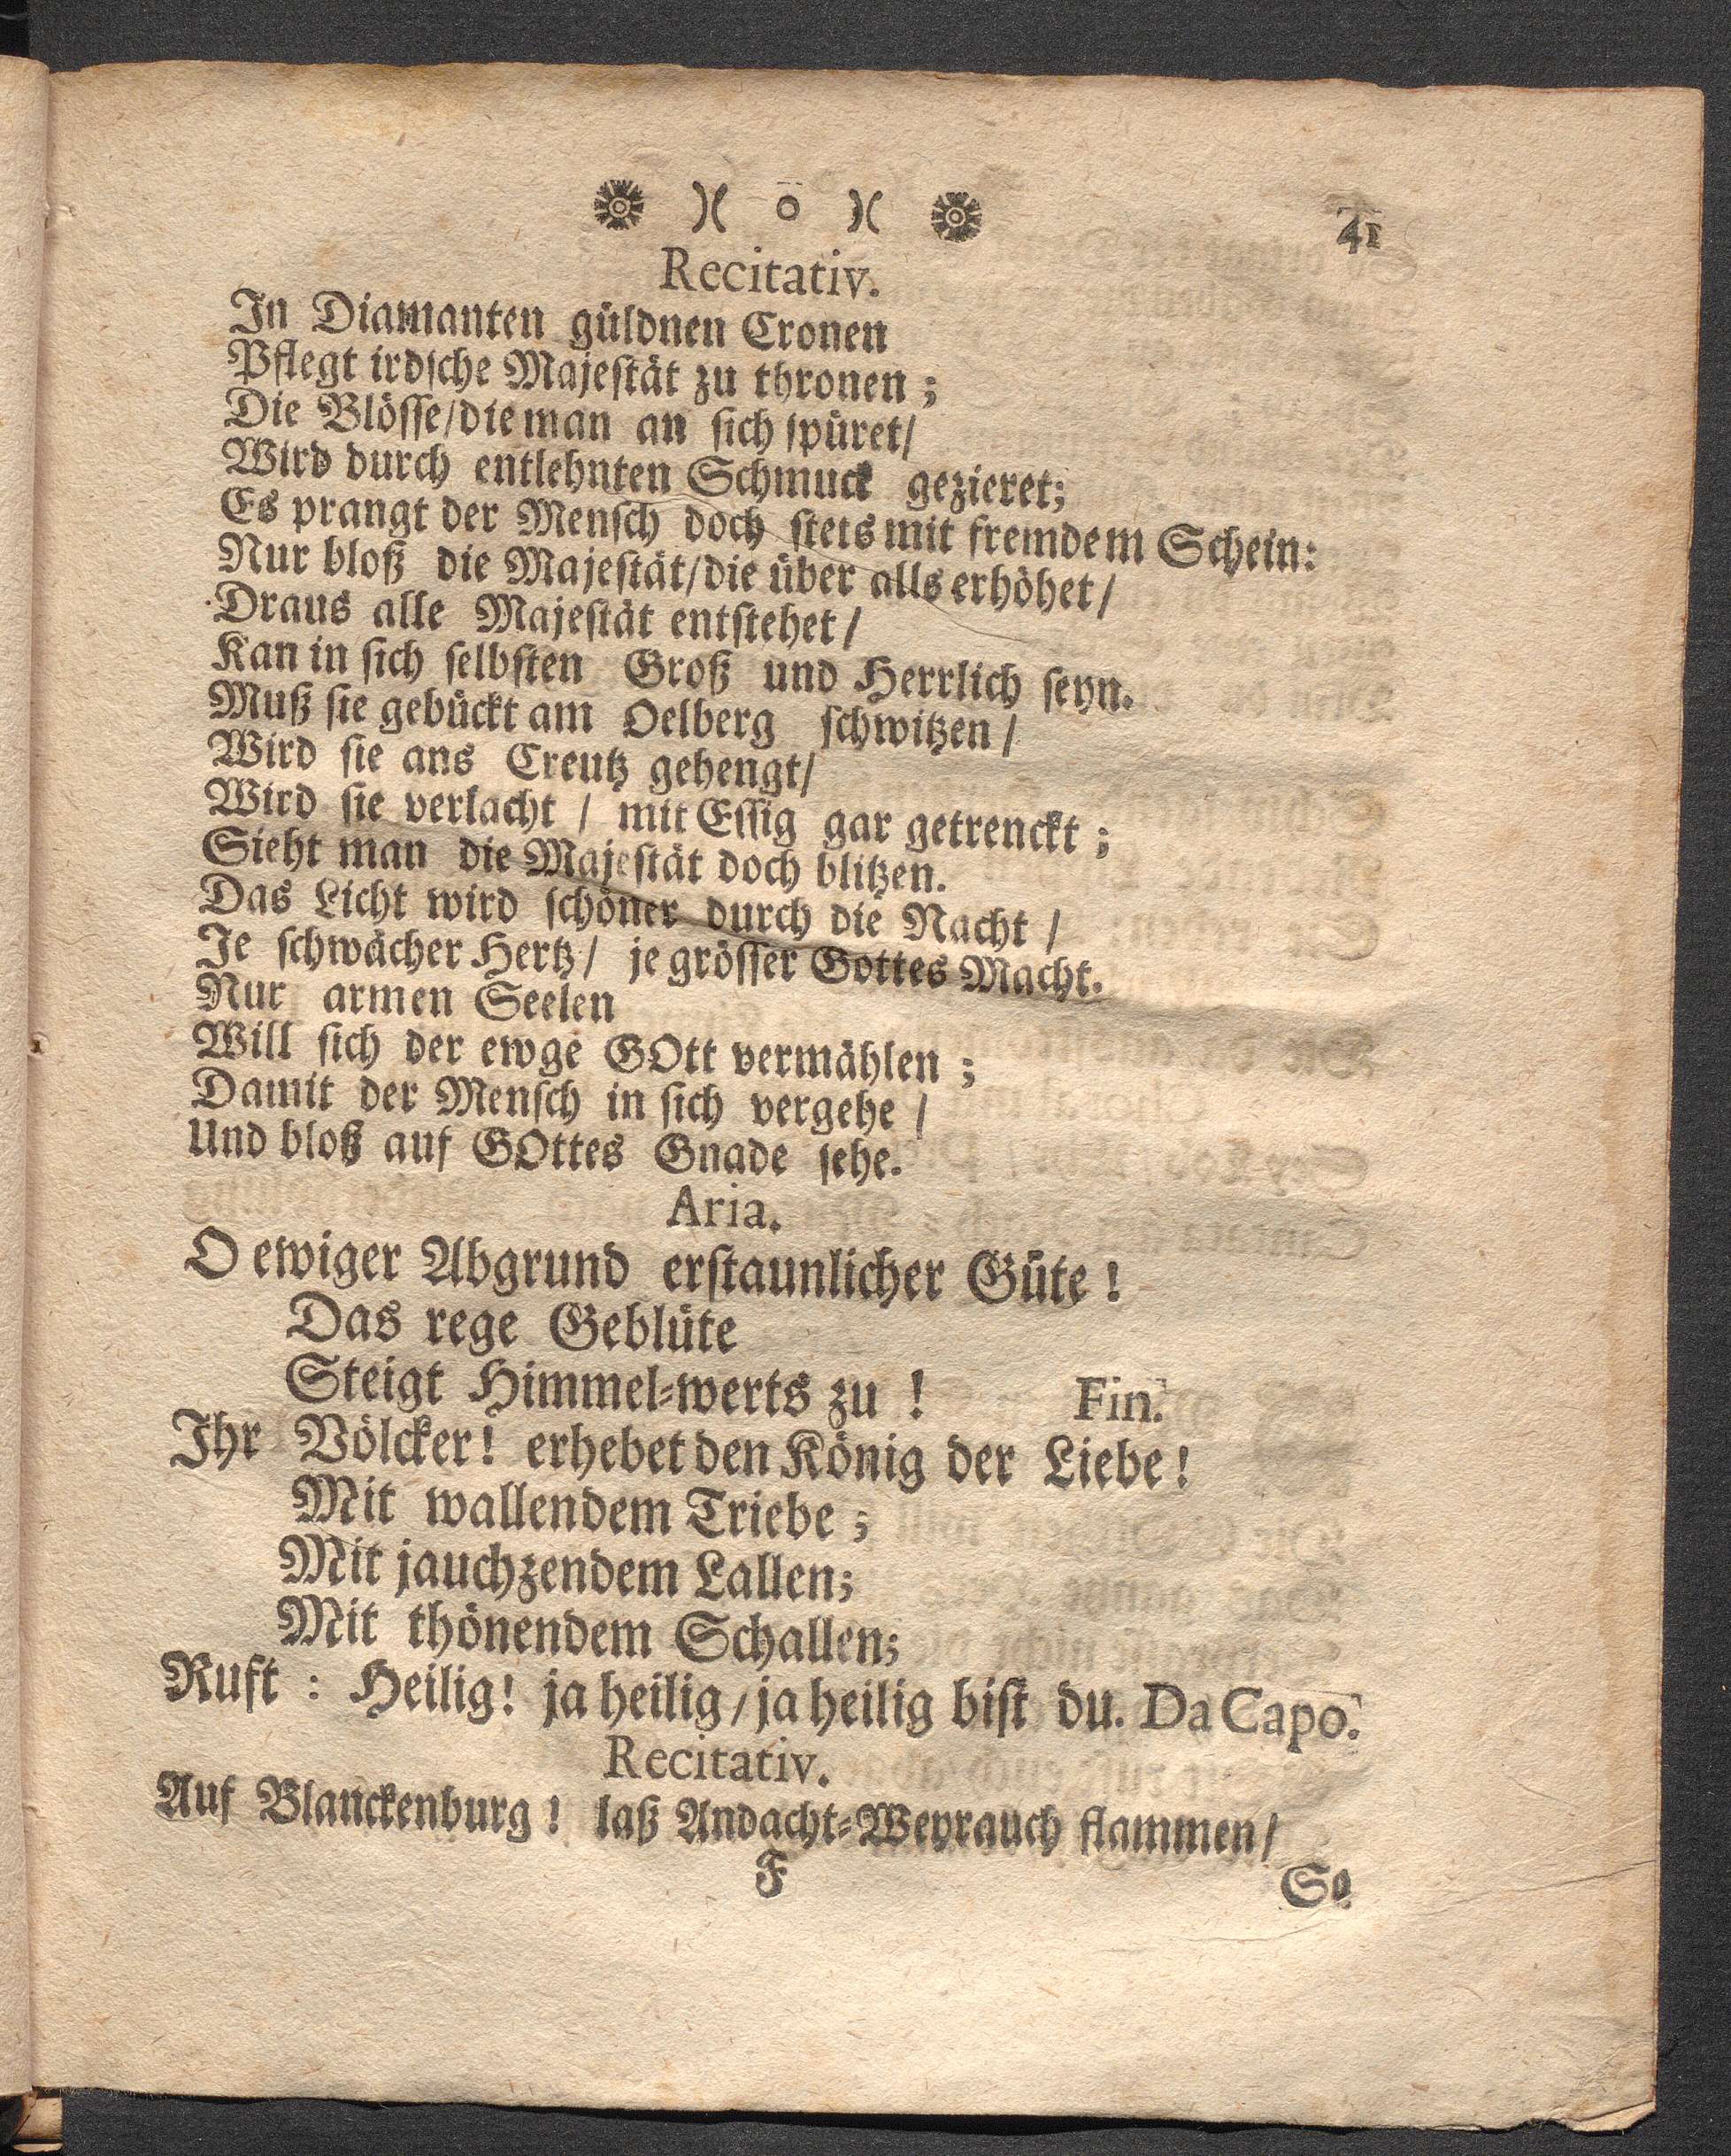 )( o )( 41
Recitativ.
In Diamanten güldnen Cronen
Pflegt irdsche Majestät zu thronen ;
Die Blösse/die man an sich spüret/
Wird durch entlehnten Schmuck gezieret;
Es prangt der Mensch doch stets mit fremdem Schein:
Nur bloß die Majestät/die über alls erhöhet/
Draus alle Majestät entstehet/
Kan in sich selbsten Groß und Herrlich seyn.
Muß sie gebückt am Oelberg schwitzen/
Wird sie ans Creutz gehengt/
Wird sie verlacht / mit Essig gar getrenckt ;
Sieht man die Majestät doch blitzen.
Das Licht wird schöner durch die Nacht /
Je schwächer Hertz/ je grösser Gottes Macht.
Nur armen Seelen
Will sich der ewge GOtt vermählen ;
Damit der Mensch in sich vergehe /
Und bloß auf GOttes Gnade sehe.
Aria.
O ewiger Abgrund erstaunlicher Güte !
Das rege Geblüte
Steigt Himmel-werts zu ! Fin.
Ihr Völcker! erhebet den König der Liebe!
Mit wallendem Triebe ;
Mit jauchzendem Lallen;
Mit thönendem Schallen;
Ruft : Heilig! ja heilig/ja heilig bist du. Da Capo.
Recitativ.
Auf Blanckenburg ! laß Andacht-Weyrauch flammen/
F So